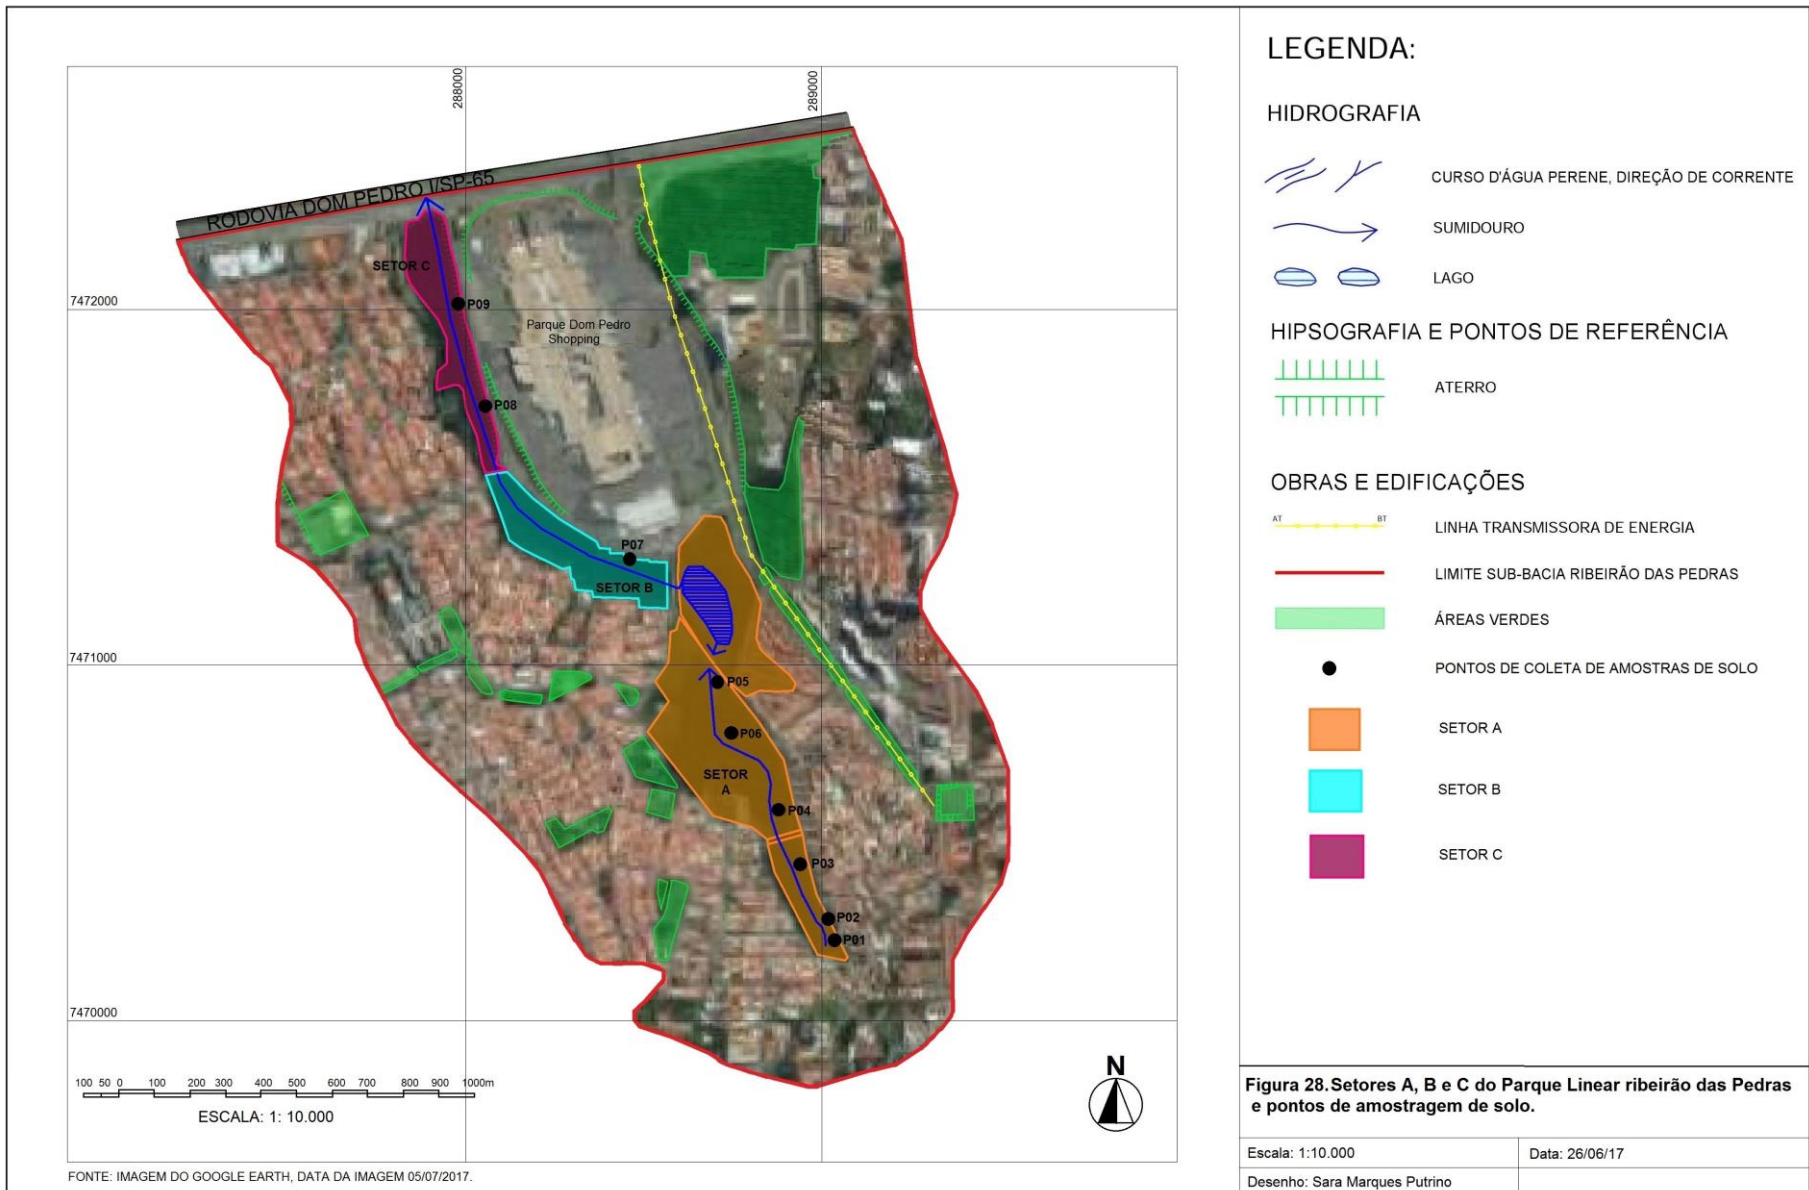 288000
289000
RODOVIA DOM PEDRO I/SP-65
SETOR C
7472000
P09
Parque Dom Pedro
Shopping
P08
P07
SETOR B
7471000
P05
P06
SETOR
A
P04
P03
P02
P01
7470000
100 50 0 100 200 300 400 500 600 700 800 900 1000m
ESCALA: 1: 10.000
N
FONTE: IMAGEM DO GOOGLE EARTH, DATA DA IMAGEM 05/07/2017.
LEGENDA:
HIDROGRAFIA
CURSO D'ÁGUA PERENE, DIREÇÃO DE CORRENTE
SUMIDOURO
LAGO
HIPSOGRAFIA E PONTOS DE REFERÊNCIA
ATERRO
OBRAS E EDIFICAÇÕES
AT BT
LINHA TRANSMISSORA DE ENERGIA
LIMITE SUB-BACIA RIBEIRÃO DAS PEDRAS
ÁREAS VERDES
PONTOS DE COLETA DE AMOSTRAS DE SOLO
SETOR A
SETOR B
SETOR C
Figura 28.Setores A, B e C do Parque Linear ribeirão das Pedras
e pontos de amostragem de solo.
Escala: 1:10.000
Data: 26/06/17
Desenho: Sara Marques Putrino